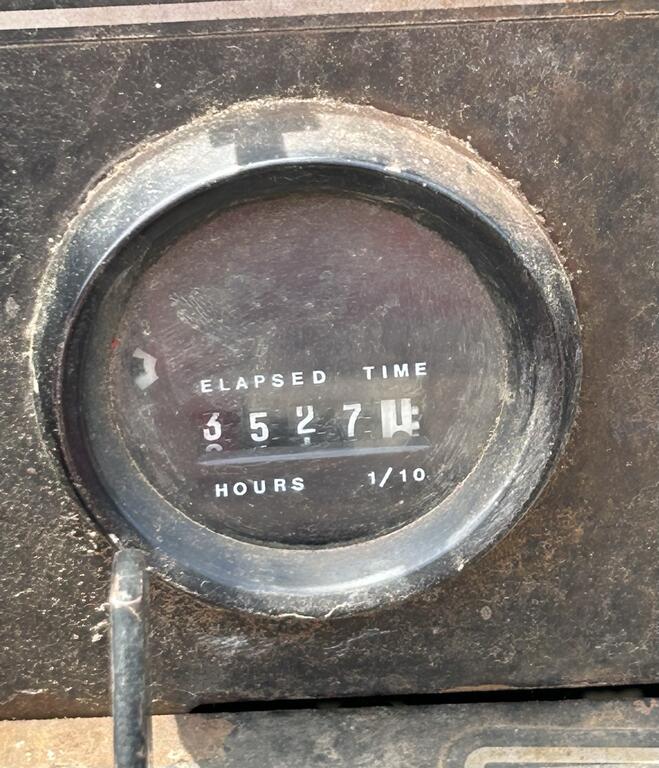 ELAPSED TIME
3527
HOURS 1/10